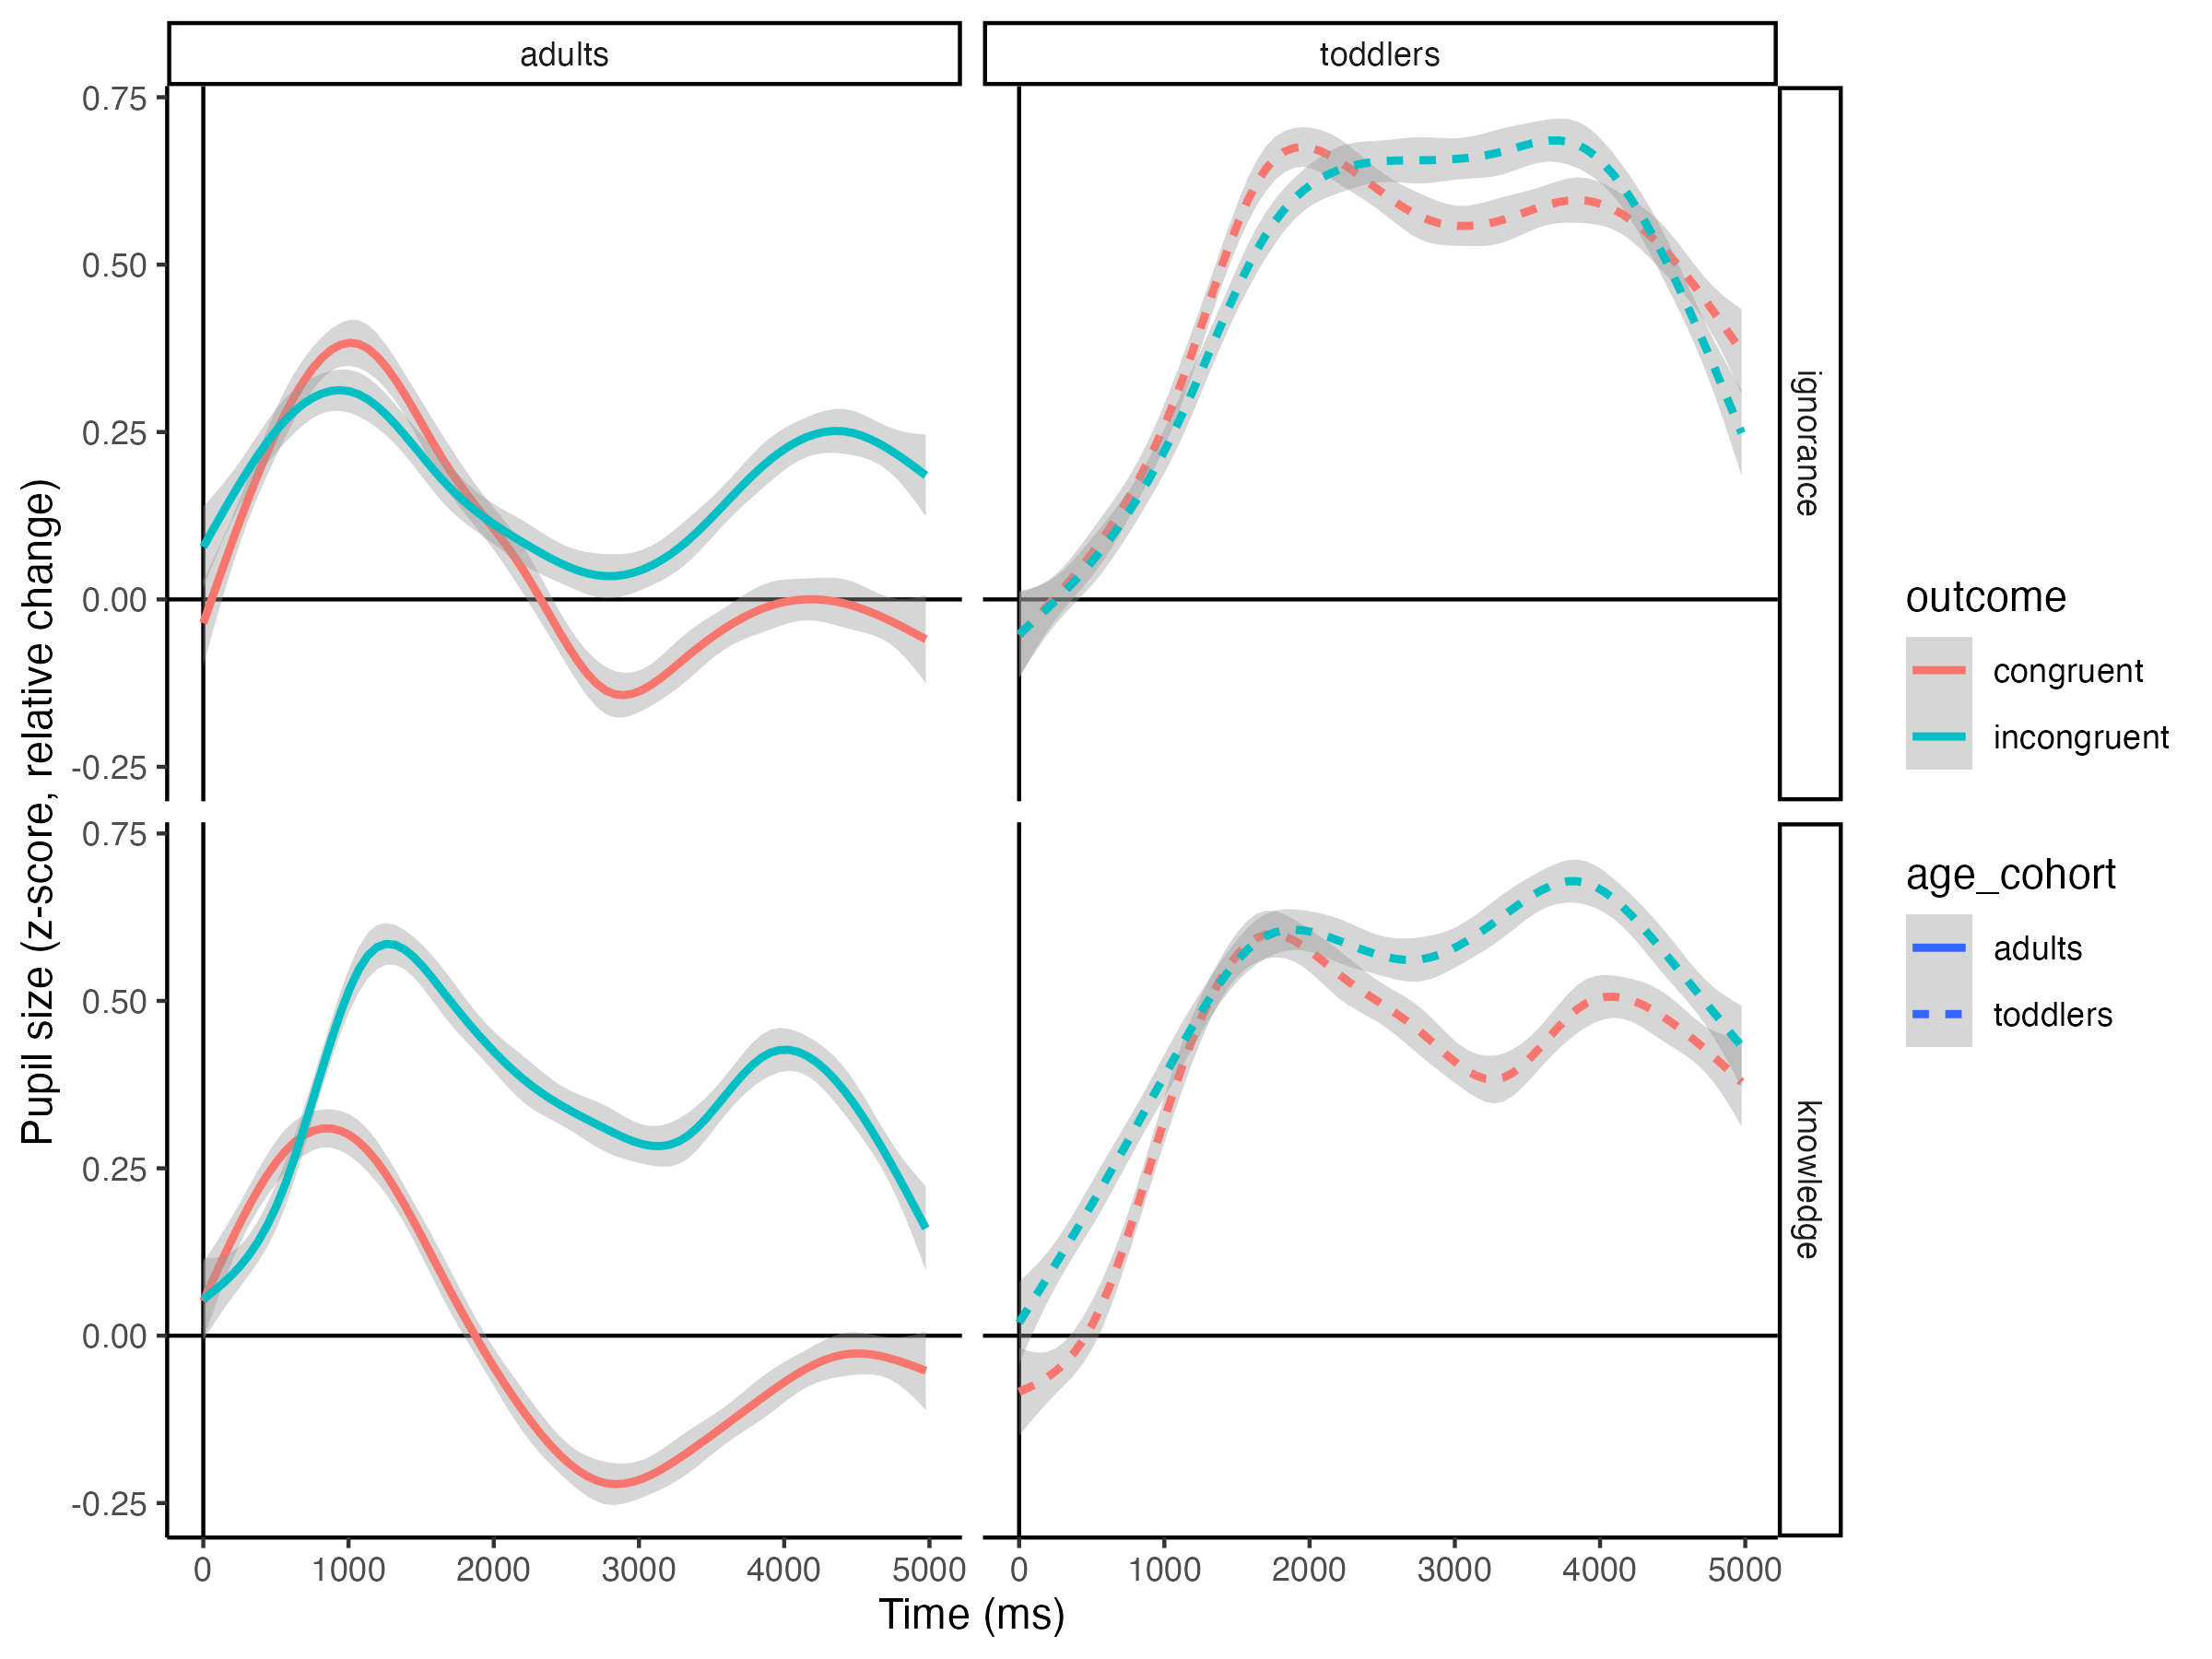 adults
toddlers
0.75
0.50
0.25
0.00
-0.25
ignorance
0.75
0.50
0.25
0.00
-0.25
knowledge
0 1000 2000 3000 4000 5000
0 1000 2000 3000 4000 5000
Time (ms)
Pupil size (z-score, relative change)
outcome
congruent
incongruent
age_cohort
adults
toddlers